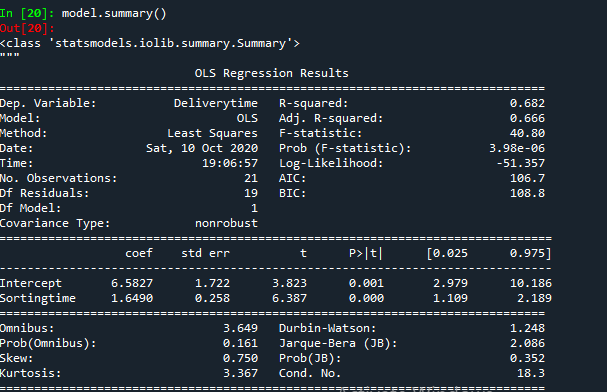 In [20]: model.summary()
Out[20]:
<class 'statsmodels.iolib.summary.Summary'>
"""
                            OLS Regression Results
==============================================================================
Dep. Variable:           Deliverytime   R-squared:                       0.682
Model:                            OLS   Adj. R-squared:                  0.666
Method:                 Least Squares   F-statistic:                     40.80
Date:                Sat, 10 Oct 2020   Prob (F-statistic):           3.98e-06
Time:                        19:06:57   Log-Likelihood:                -51.357
No. Observations:                  21   AIC:                             106.7
Df Residuals:                      19   BIC:                             108.8
Df Model:                           1
Covariance Type:            nonrobust
===============================================================================
                  coef    std err          t      P>|t|      [0.025      0.975]
-------------------------------------------------------------------------------
Intercept       6.5827      1.722      3.823      0.001       2.979      10.186
Sortingtime     1.6490      0.258      6.387      0.000       1.109       2.189
==============================================================================
Omnibus:                        3.649   Durbin-Watson:                   1.248
Prob(Omnibus):                  0.161   Jarque-Bera (JB):                2.086
Skew:                           0.750   Prob(JB):                        0.352
Kurtosis:                       3.367   Cond. No.                         18.3
==============================================================================